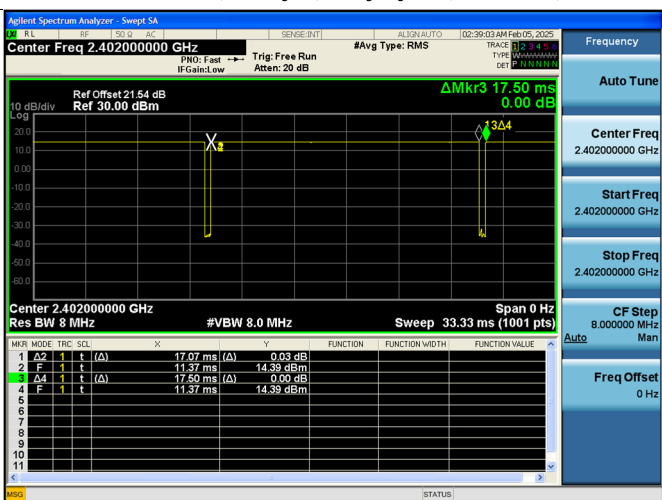 Agilent Spectrum Analyzer - Swept SA
RL RF 50 Ω AC SENSE:INT ALIGN AUTO 02:39:03 AM Feb 05, 2025
Center Freq 2.402000000 GHz
#Avg Type: RMS
TRACE 1 2 3 4 5 6
TYPE
DET P N N N N N
PNO: Fast
IFGain:Low
Trig: Free Run
Atten: 20 dB
Ref Offset 21.54 dB
Ref 30.00 dBm
10 dB/div
Log
ΔMkr3 17.50 ms
0.00 dB
20.0
10.0
0.00
-10.0
-20.0
-30.0
-40.0
-50.0
-60.0
X
13Δ4
Center 2.402000000 GHz
Span 0 Hz
Res BW 8 MHz
#VBW 8.0 MHz
Sweep 33.33 ms (1001 pts)
MKR MODE TRC SCL X Y FUNCTION FUNCTION WIDTH FUNCTION VALUE
1 Δ2 1 t (Δ) 17.07 ms (Δ) 0.03 dB
2 F 1 t 11.37 ms 14.39 dBm
3 Δ4 1 t (Δ) 17.50 ms (Δ) 0.00 dB
4 F 1 t 11.37 ms 14.39 dBm
5
6
7
8
9
10
11
MSG
STATUS
Frequency
Auto Tune
Center Freq
2.402000000 GHz
Start Freq
2.402000000 GHz
Stop Freq
2.402000000 GHz
CF Step
8.000000 MHz
Auto Man
Freq Offset
0 Hz